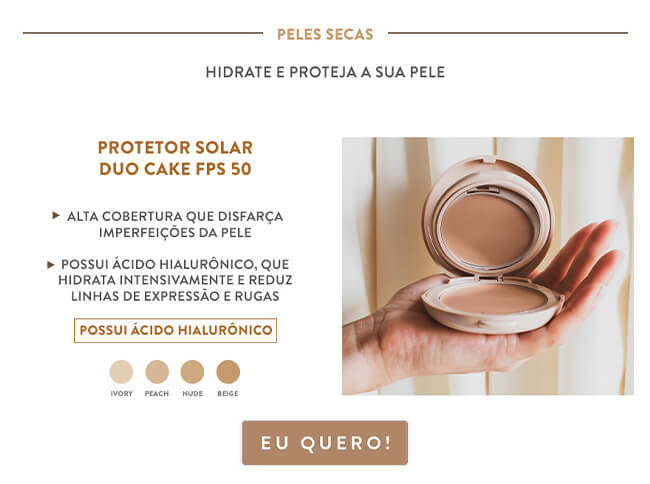 PELES SECAS
HIDRATE E PROTEJA A SUA PELE
PROTETOR SOLAR
DUO CAKE FPS 50
ALTA COBERTURA QUE DISFARÇA
IMPERFEIÇÕES DA PELE
POSSUI ÁCIDO HIALURÔNICO, QUE
HIDRATA INTENSIVAMENTE E REDUZ
LINHAS DE EXPRESSÃO E RUGAS
POSSUI ÁCIDO HIALURÔNICO
IVORY PEACH NUDE BEIGE
EU QUERO!